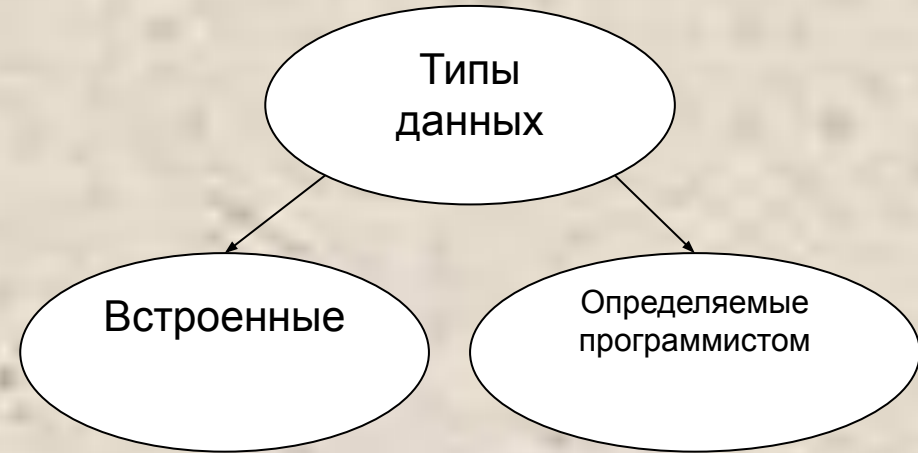 Типы
данных
Встроенные
Определяемые
программистом